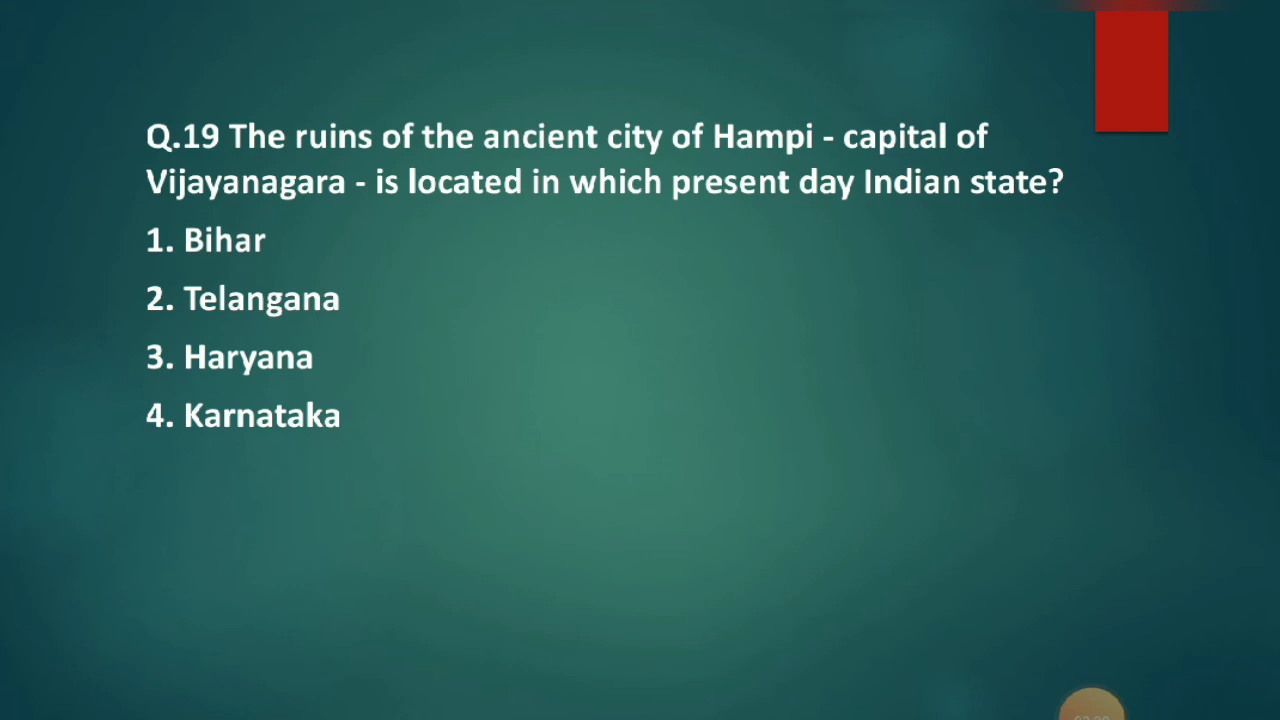 Q.19 The ruins of the ancient city of Hampi - capital of
Vijayanagara - is located in which present day Indian state?
1. Bihar
2. Telangana
3. Haryana
4. Karnataka